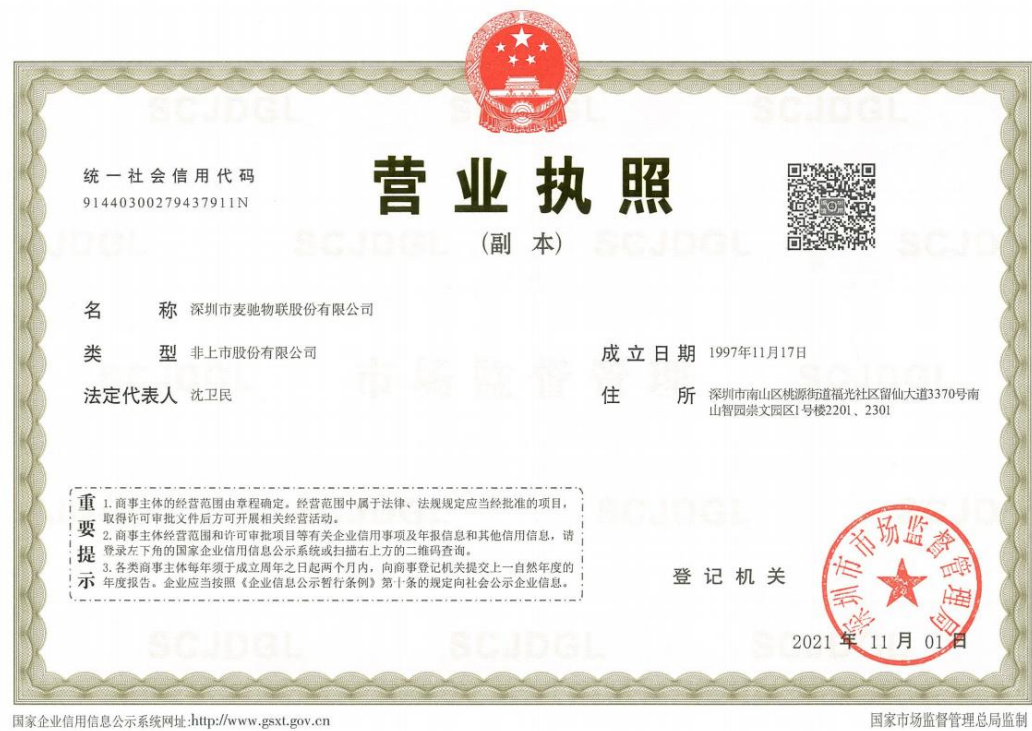 统一社会信用代码
91440300279437911N
营业执照
(副 本)
名 称 深圳市麦驰物联股份有限公司
类 型 非上市股份有限公司
法定代表人 沈卫民
成立日期 1997年11月17日
住 所 深圳市南山区桃源街道福光社区留仙大道3370号南
山智园崇文园区1号楼2201、2301
重要提示
1.商事主体的经营范围由章程确定。经营范围中属于法律、法规规定应当经批准的项目，
取得许可审批文件后方可开展相关经营活动。
2.商事主体经营范围和许可审批项目等有关企业信用事项及年报信息和其他信用信息，请
登录左下角的国家企业信用信息公示系统或扫描右上方的二维码查询。
3.各类商事主体每年须于成立周年之日起两个月内，向商事登记机关提交上一自然年度的
年度报告。企业应当按照《企业信息公示暂行条例》第十条的规定向社会公示企业信息。
登记机关
深圳市市场监督管理局
2021 年 11 月 01 日
国家企业信用信息公示系统网址:http://www.gsxt.gov.cn
国家市场监督管理总局监制
SCJDGL
市场监督管理